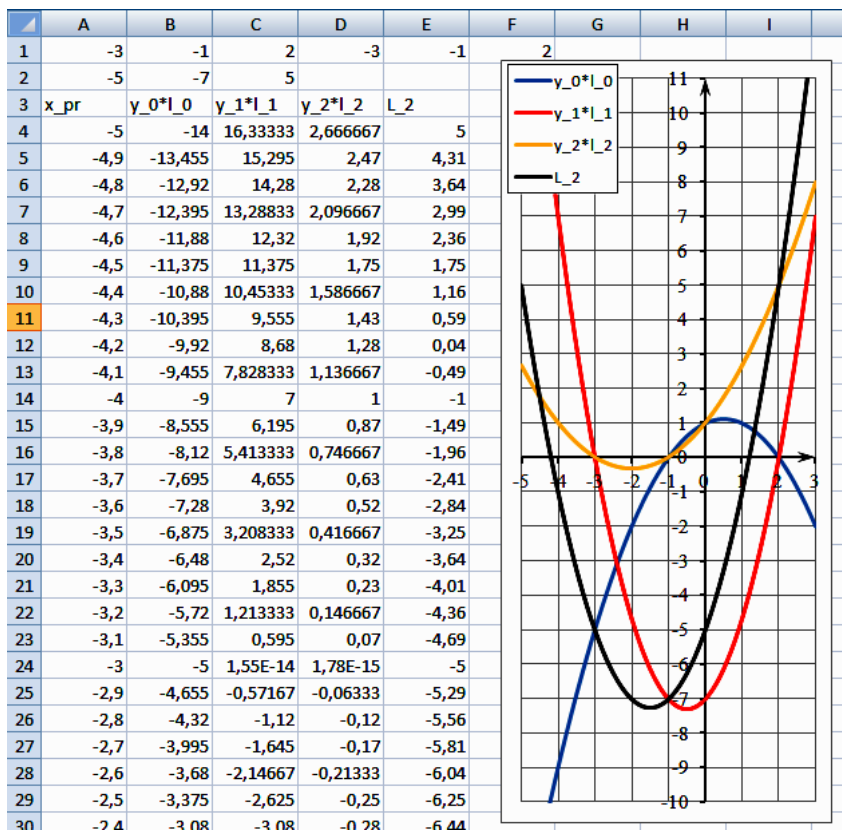 A B C D E F G H I
1 -3 -1 2 -3 -1 2
2 -5 -7 5
3 x_pr y_0*l_0 y_1*l_1 y_2*l_2 L_2
4 -5 -14 16,33333 2,666667 5
5 -4,9 -13,455 15,295 2,47 4,31
6 -4,8 -12,92 14,28 2,28 3,64
7 -4,7 -12,395 13,28833 2,096667 2,99
8 -4,6 -11,88 12,32 1,92 2,36
9 -4,5 -11,375 11,375 1,75 1,75
10 -4,4 -10,88 10,45333 1,586667 1,16
11 -4,3 -10,395 9,555 1,43 0,59
12 -4,2 -9,92 8,68 1,28 0,04
13 -4,1 -9,455 7,828333 1,136667 -0,49
14 -4 -9 7 1 -1
15 -3,9 -8,555 6,195 0,87 -1,49
16 -3,8 -8,12 5,413333 0,746667 -1,96
17 -3,7 -7,695 4,655 0,63 -2,41
18 -3,6 -7,28 3,92 0,52 -2,84
19 -3,5 -6,875 3,208333 0,416667 -3,25
20 -3,4 -6,48 2,52 0,32 -3,64
21 -3,3 -6,095 1,855 0,23 -4,01
22 -3,2 -5,72 1,213333 0,146667 -4,36
23 -3,1 -5,355 0,595 0,07 -4,69
24 -3 -5 1,55E-14 1,78E-15 -5
25 -2,9 -4,655 -0,57167 -0,06333 -5,29
26 -2,8 -4,32 -1,12 -0,12 -5,56
27 -2,7 -3,995 -1,645 -0,17 -5,81
28 -2,6 -3,68 -2,14667 -0,21333 -6,04
29 -2,5 -3,375 -2,625 -0,25 -6,25
30 -2,4 -3,08 -3,08 -0,28 -6,44
y_0*l_0
y_1*l_1
y_2*l_2
L_2
11
10
9
8
7
6
5
4
3
2
1
0
-5 -4 -3 -2 -1 0 1 2 3
-1
-2
-3
-4
-5
-6
-7
-8
-9
-10